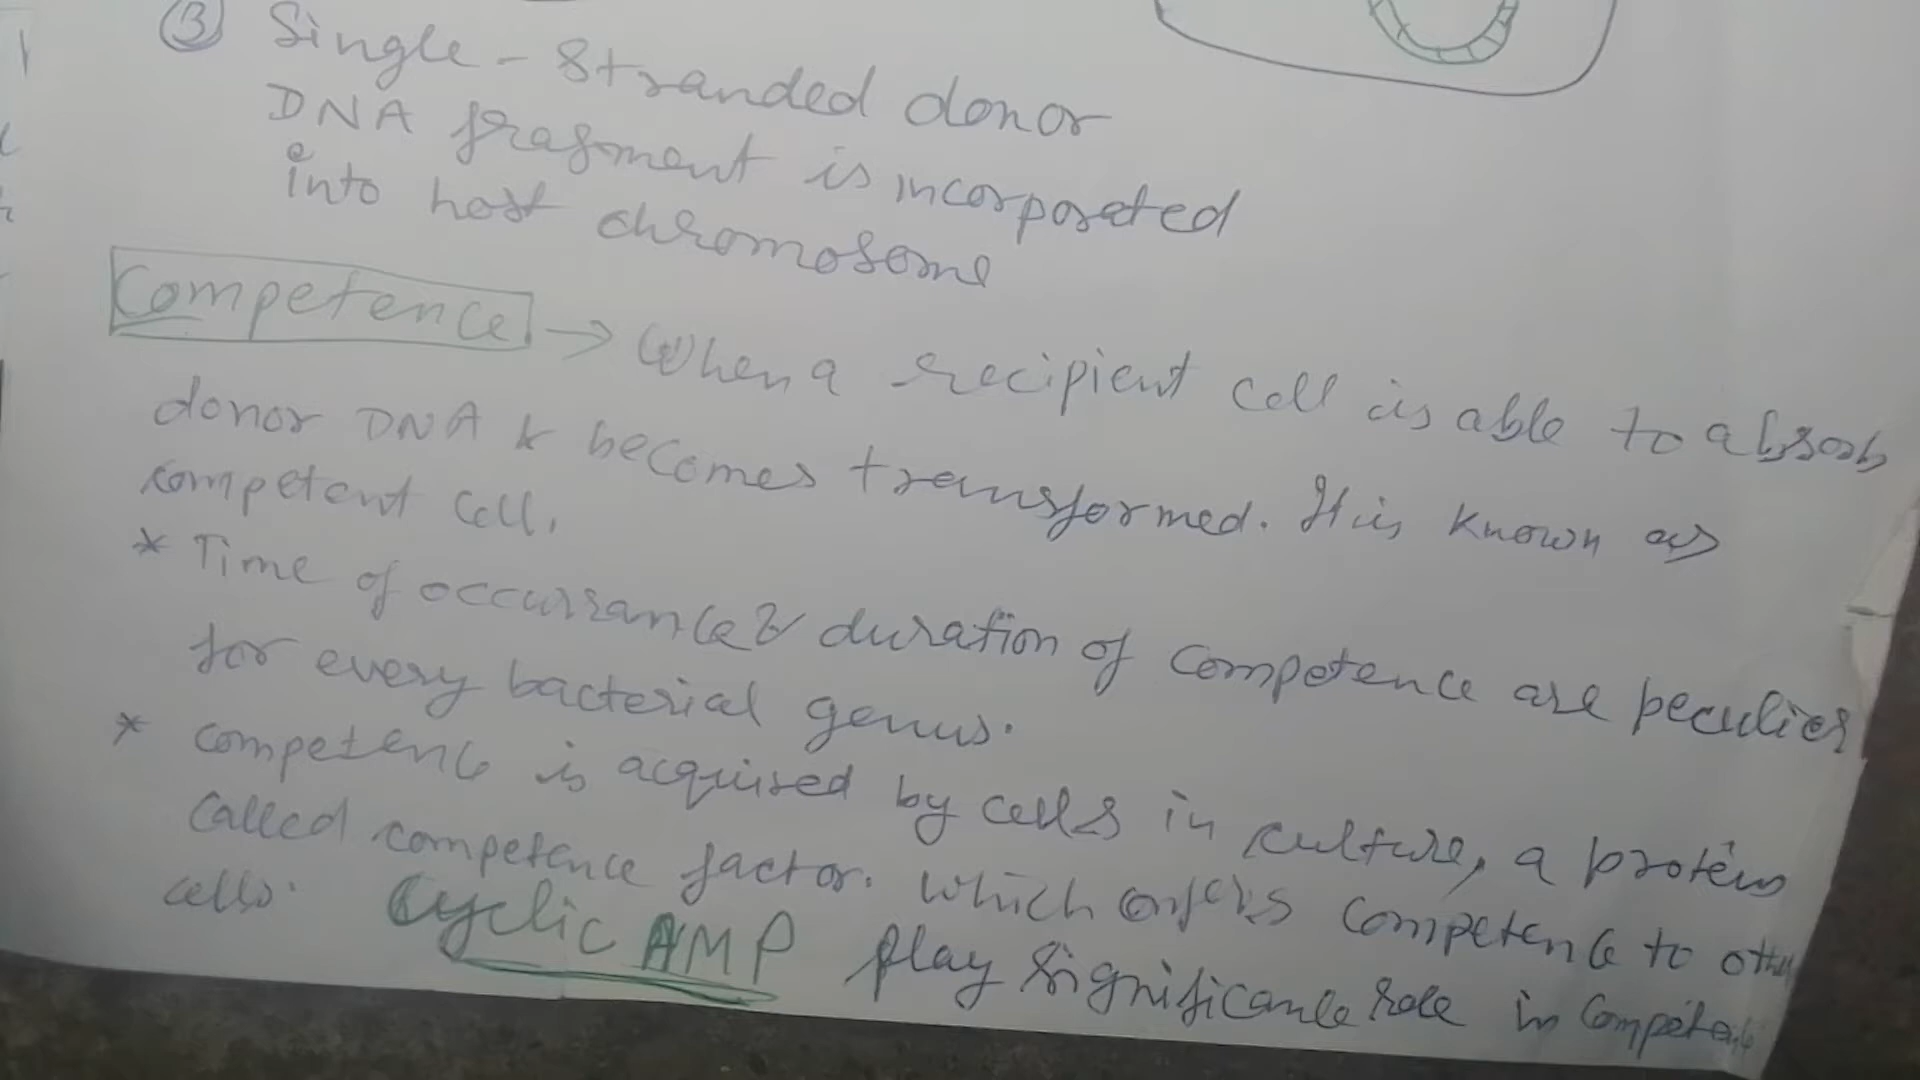 ③ Single-Stranded donor
DNA fragment is incorporated
into host chromosome
Competence → When a recipient cell is able to absorb
donor DNA & becomes transformed. It is known as
competent cell.
* Time of occurrance & duration of competence are peculier
for every bacterial genus.
* competence is acquired by cells in culture, a protein
called competence factor. which confers competence to other
cells. Cyclic AMP play significance role in Competence